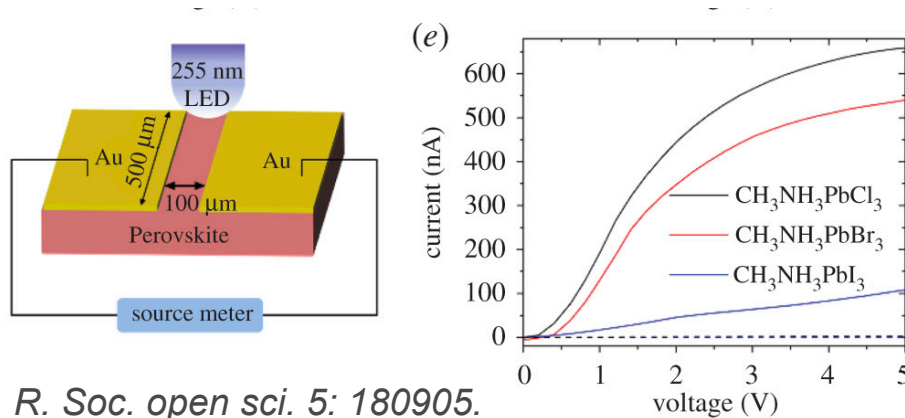 255 nm
LED
Au
500 μm
Au
100 μm
Perovskite
source meter
R. Soc. open sci. 5: 180905.
(e)
600
500
400
300
200
100
0
current (nA)
CH₃NH₃PbCl₃
CH₃NH₃PbBr₃
CH₃NH₃PbI₃
0 1 2 3 4 5
voltage (V)